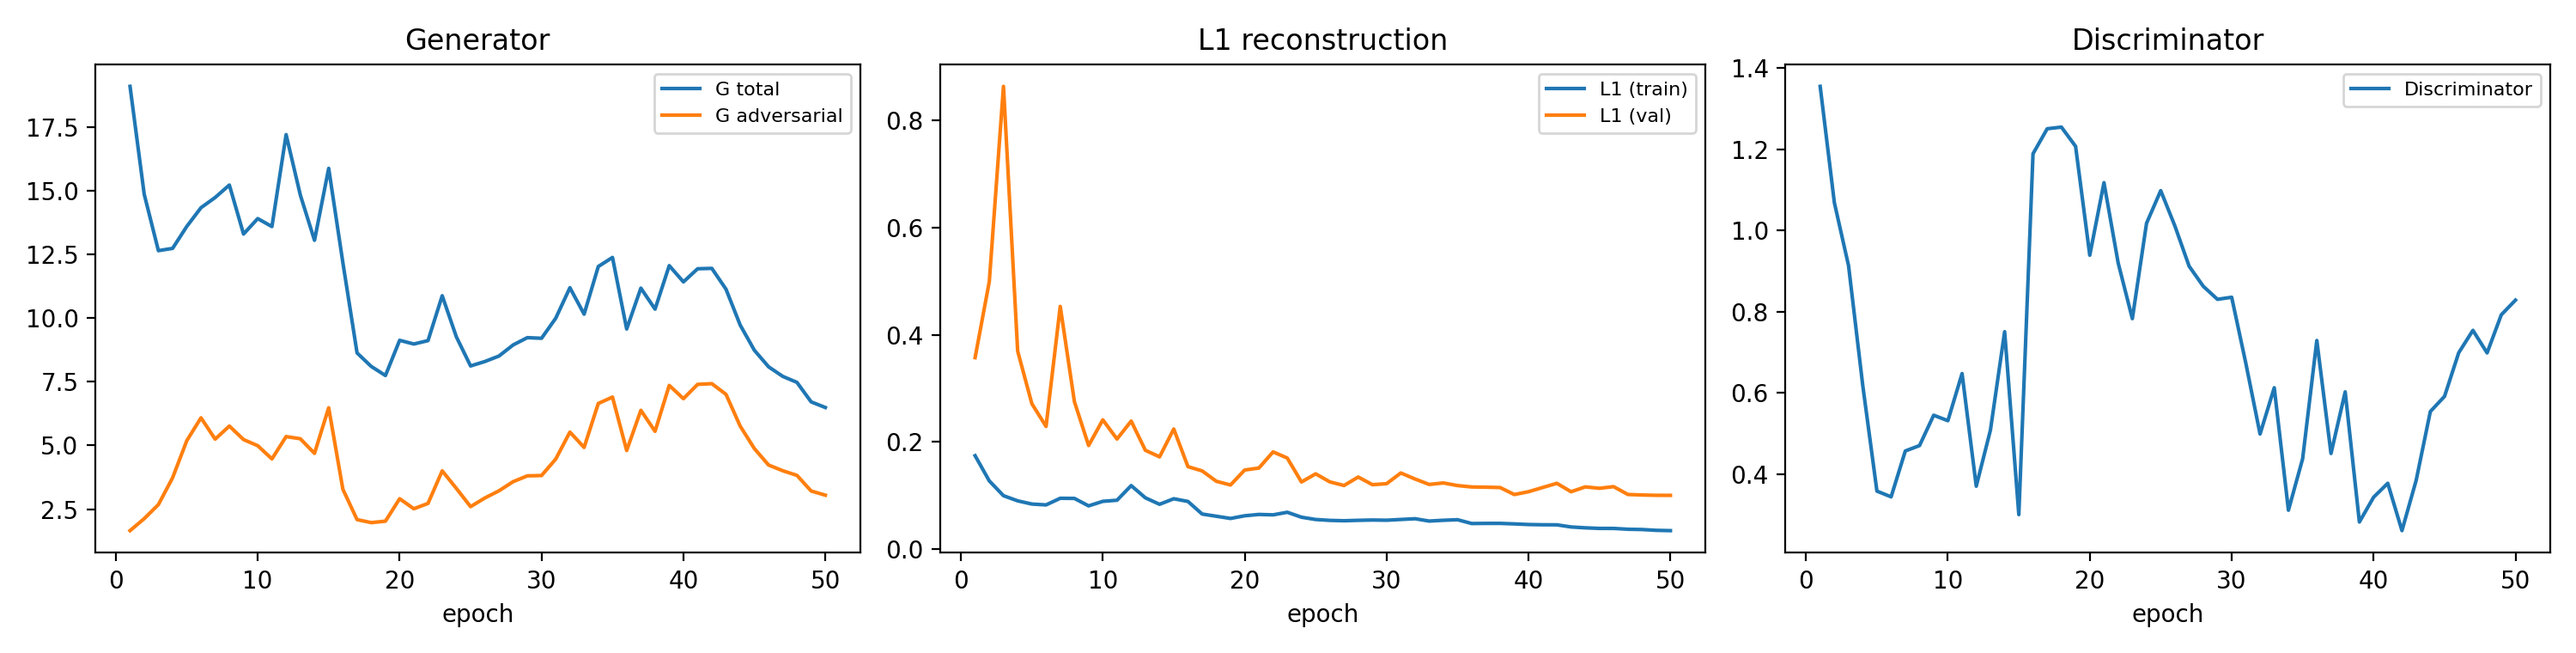 Generator
G total
G adversarial
17.5
15.0
12.5
10.0
7.5
5.0
2.5
0 10 20 30 40 50
epoch
L1 reconstruction
L1 (train)
L1 (val)
0.8
0.6
0.4
0.2
0.0
0 10 20 30 40 50
epoch
Discriminator
Discriminator
1.4
1.2
1.0
0.8
0.6
0.4
0 10 20 30 40 50
epoch